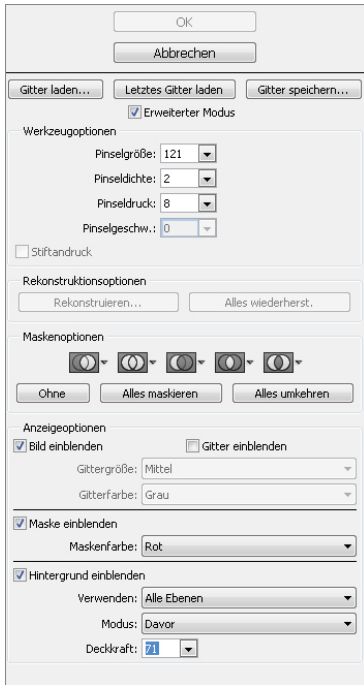 OK
Abbrechen
Gitter laden... Letztes Gitter laden Gitter speichern...
Erweiterter Modus
Werkzeugoptionen
Pinselgröße: 121
Pinseldichte: 2
Pinseldruck: 8
Pinselgeschw.: 0
Stiftandruck
Rekonstruktionsoptionen
Rekonstruieren... Alles wiederherst.
Maskenoptionen
Ohne Alles maskieren Alles umkehren
Anzeigeoptionen
Bild einblenden Gitter einblenden
Gittergröße: Mittel
Gitterfarbe: Grau
Maske einblenden
Maskenfarbe: Rot
Hintergrund einblenden
Verwenden: Alle Ebenen
Modus: Davor
Deckkraft: 71